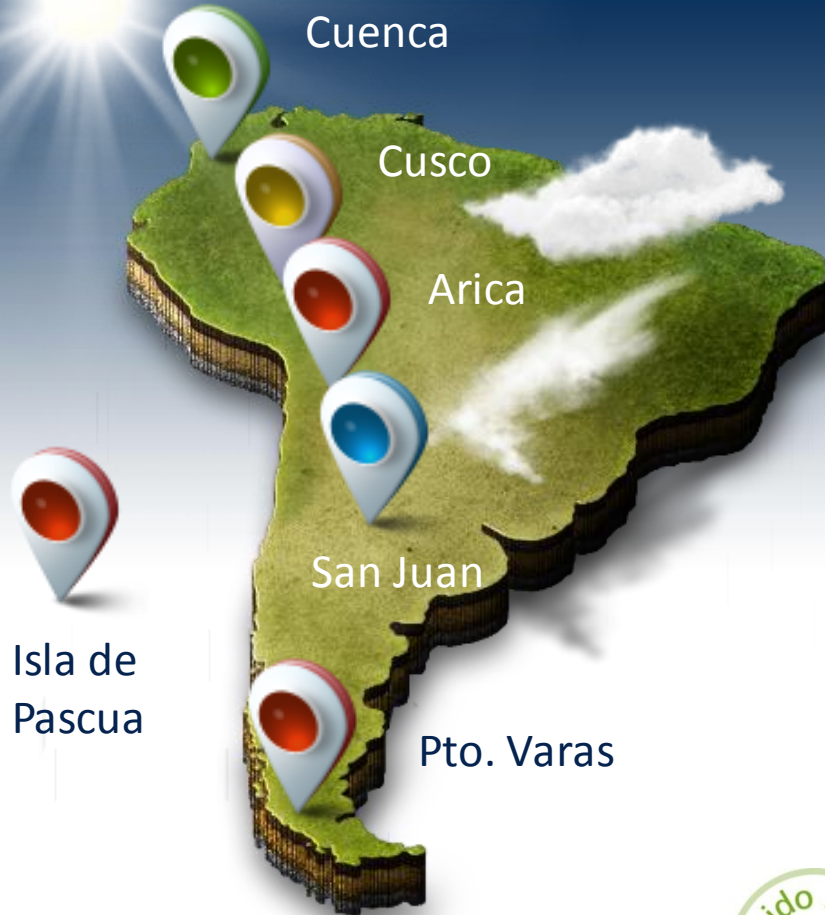 Cuenca
Cusco
Arica
San Juan
Isla de
Pascua
Pto. Varas